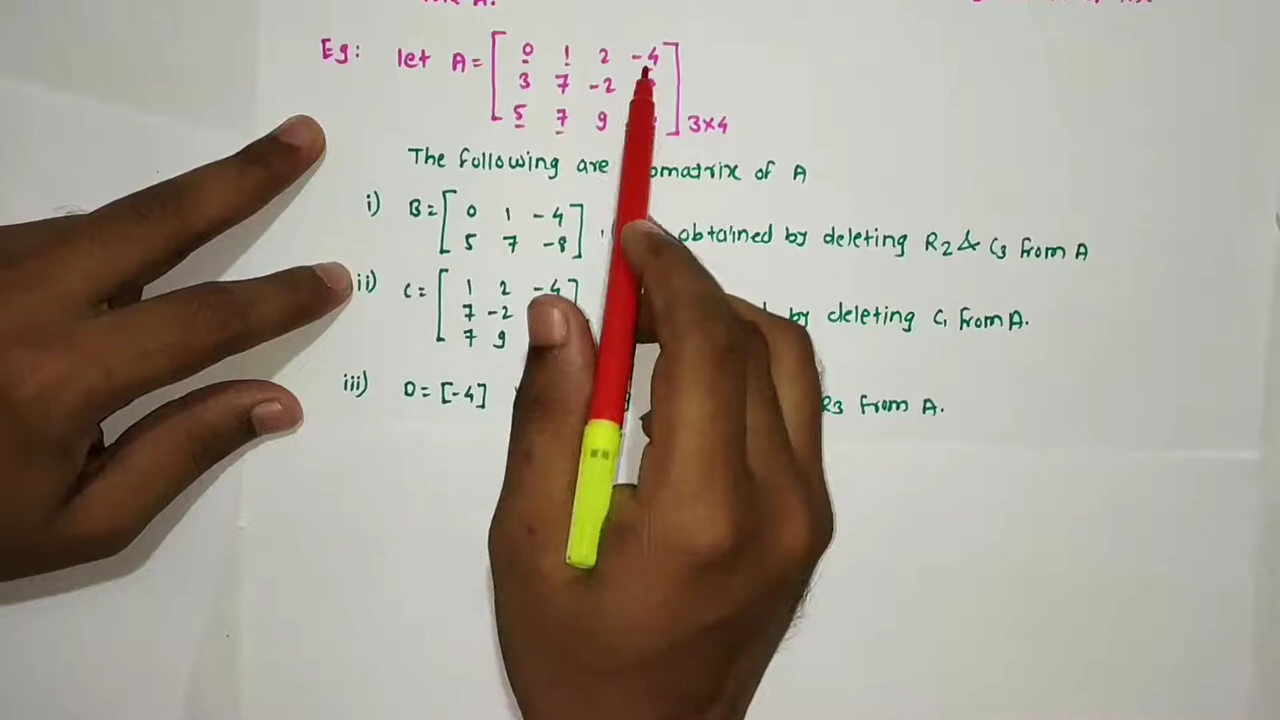 Eg: let A = [ 0 1 2 -4
3 7 -2
5 7 9 ] 3×4
The following are of A
i) B = [ 0 1 -4
5 7 -8 ] , obtained by deleting R2 & C3 from A
ii) C = [ 1 2 -4
7 -2
7 9 by deleting C1 from A.
iii) D = [-4] R3 from A.